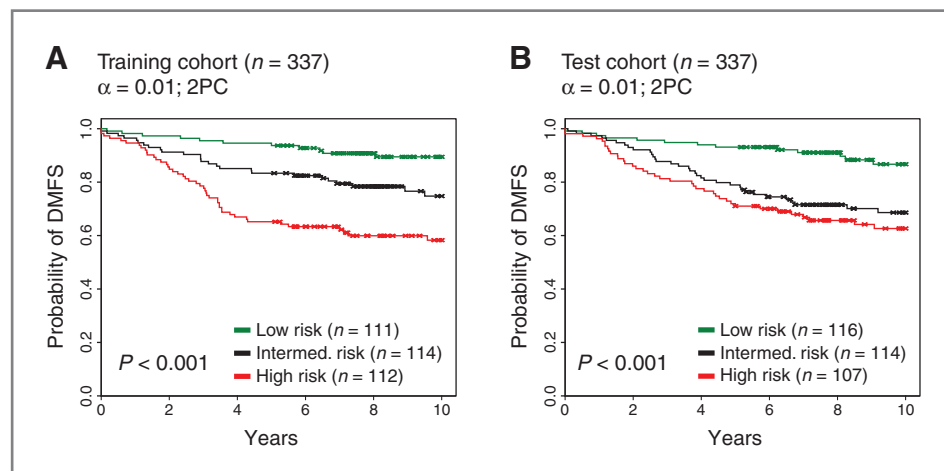 A Training cohort (n = 337)
α = 0.01; 2PC
Probability of DMFS
1.0
0.8
0.6
0.4
0.2
0.0
Low risk (n = 111)
Intermed. risk (n = 114)
High risk (n = 112)
P < 0.001
0 2 4 6 8 10
Years
B Test cohort (n = 337)
α = 0.01; 2PC
Probability of DMFS
1.0
0.8
0.6
0.4
0.2
0.0
Low risk (n = 116)
Intermed. risk (n = 114)
High risk (n = 107)
P < 0.001
0 2 4 6 8 10
Years